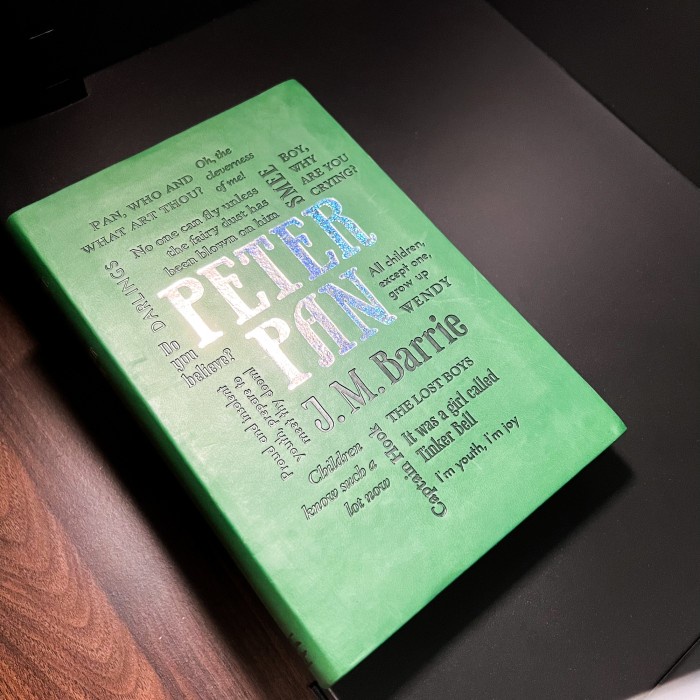 PAN, WHO AND
WHAT ART THOU?
Oh, the
cleverness
of me!
SMEE
BOY,
WHY
ARE YOU
CRYING?
No one can fly unless
the fairy dust has
been blown on him
DARLINGS
PETER
PAN
All children,
except one,
grow up
WENDY
Do
you
believe?
J.M. Barrie
Proud and insolent
youth, prepare to
meet thy doom!
THE LOST BOYS
Children
know such a
lot now
Captain Hook
It was a girl called
Tinker Bell
I'm youth, I'm joy